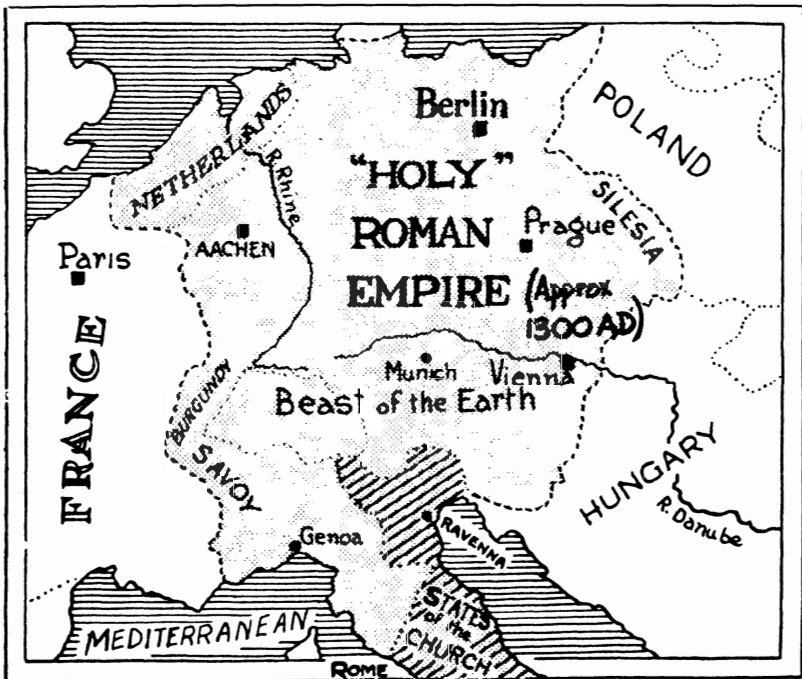 POLAND
Berlin
NETHERLANDS
R. Rhine
"HOLY"
ROMAN
EMPIRE (Approx
1300 AD)
SILESIA
Prague
AACHEN
Paris
FRANCE
Munich
Vienna
BURGUNDY
Beast of the Earth
SAVOY
HUNGARY
R. Danube
Genoa
RAVENNA
STATES
of the
CHURCH
MEDITERRANEAN
ROME